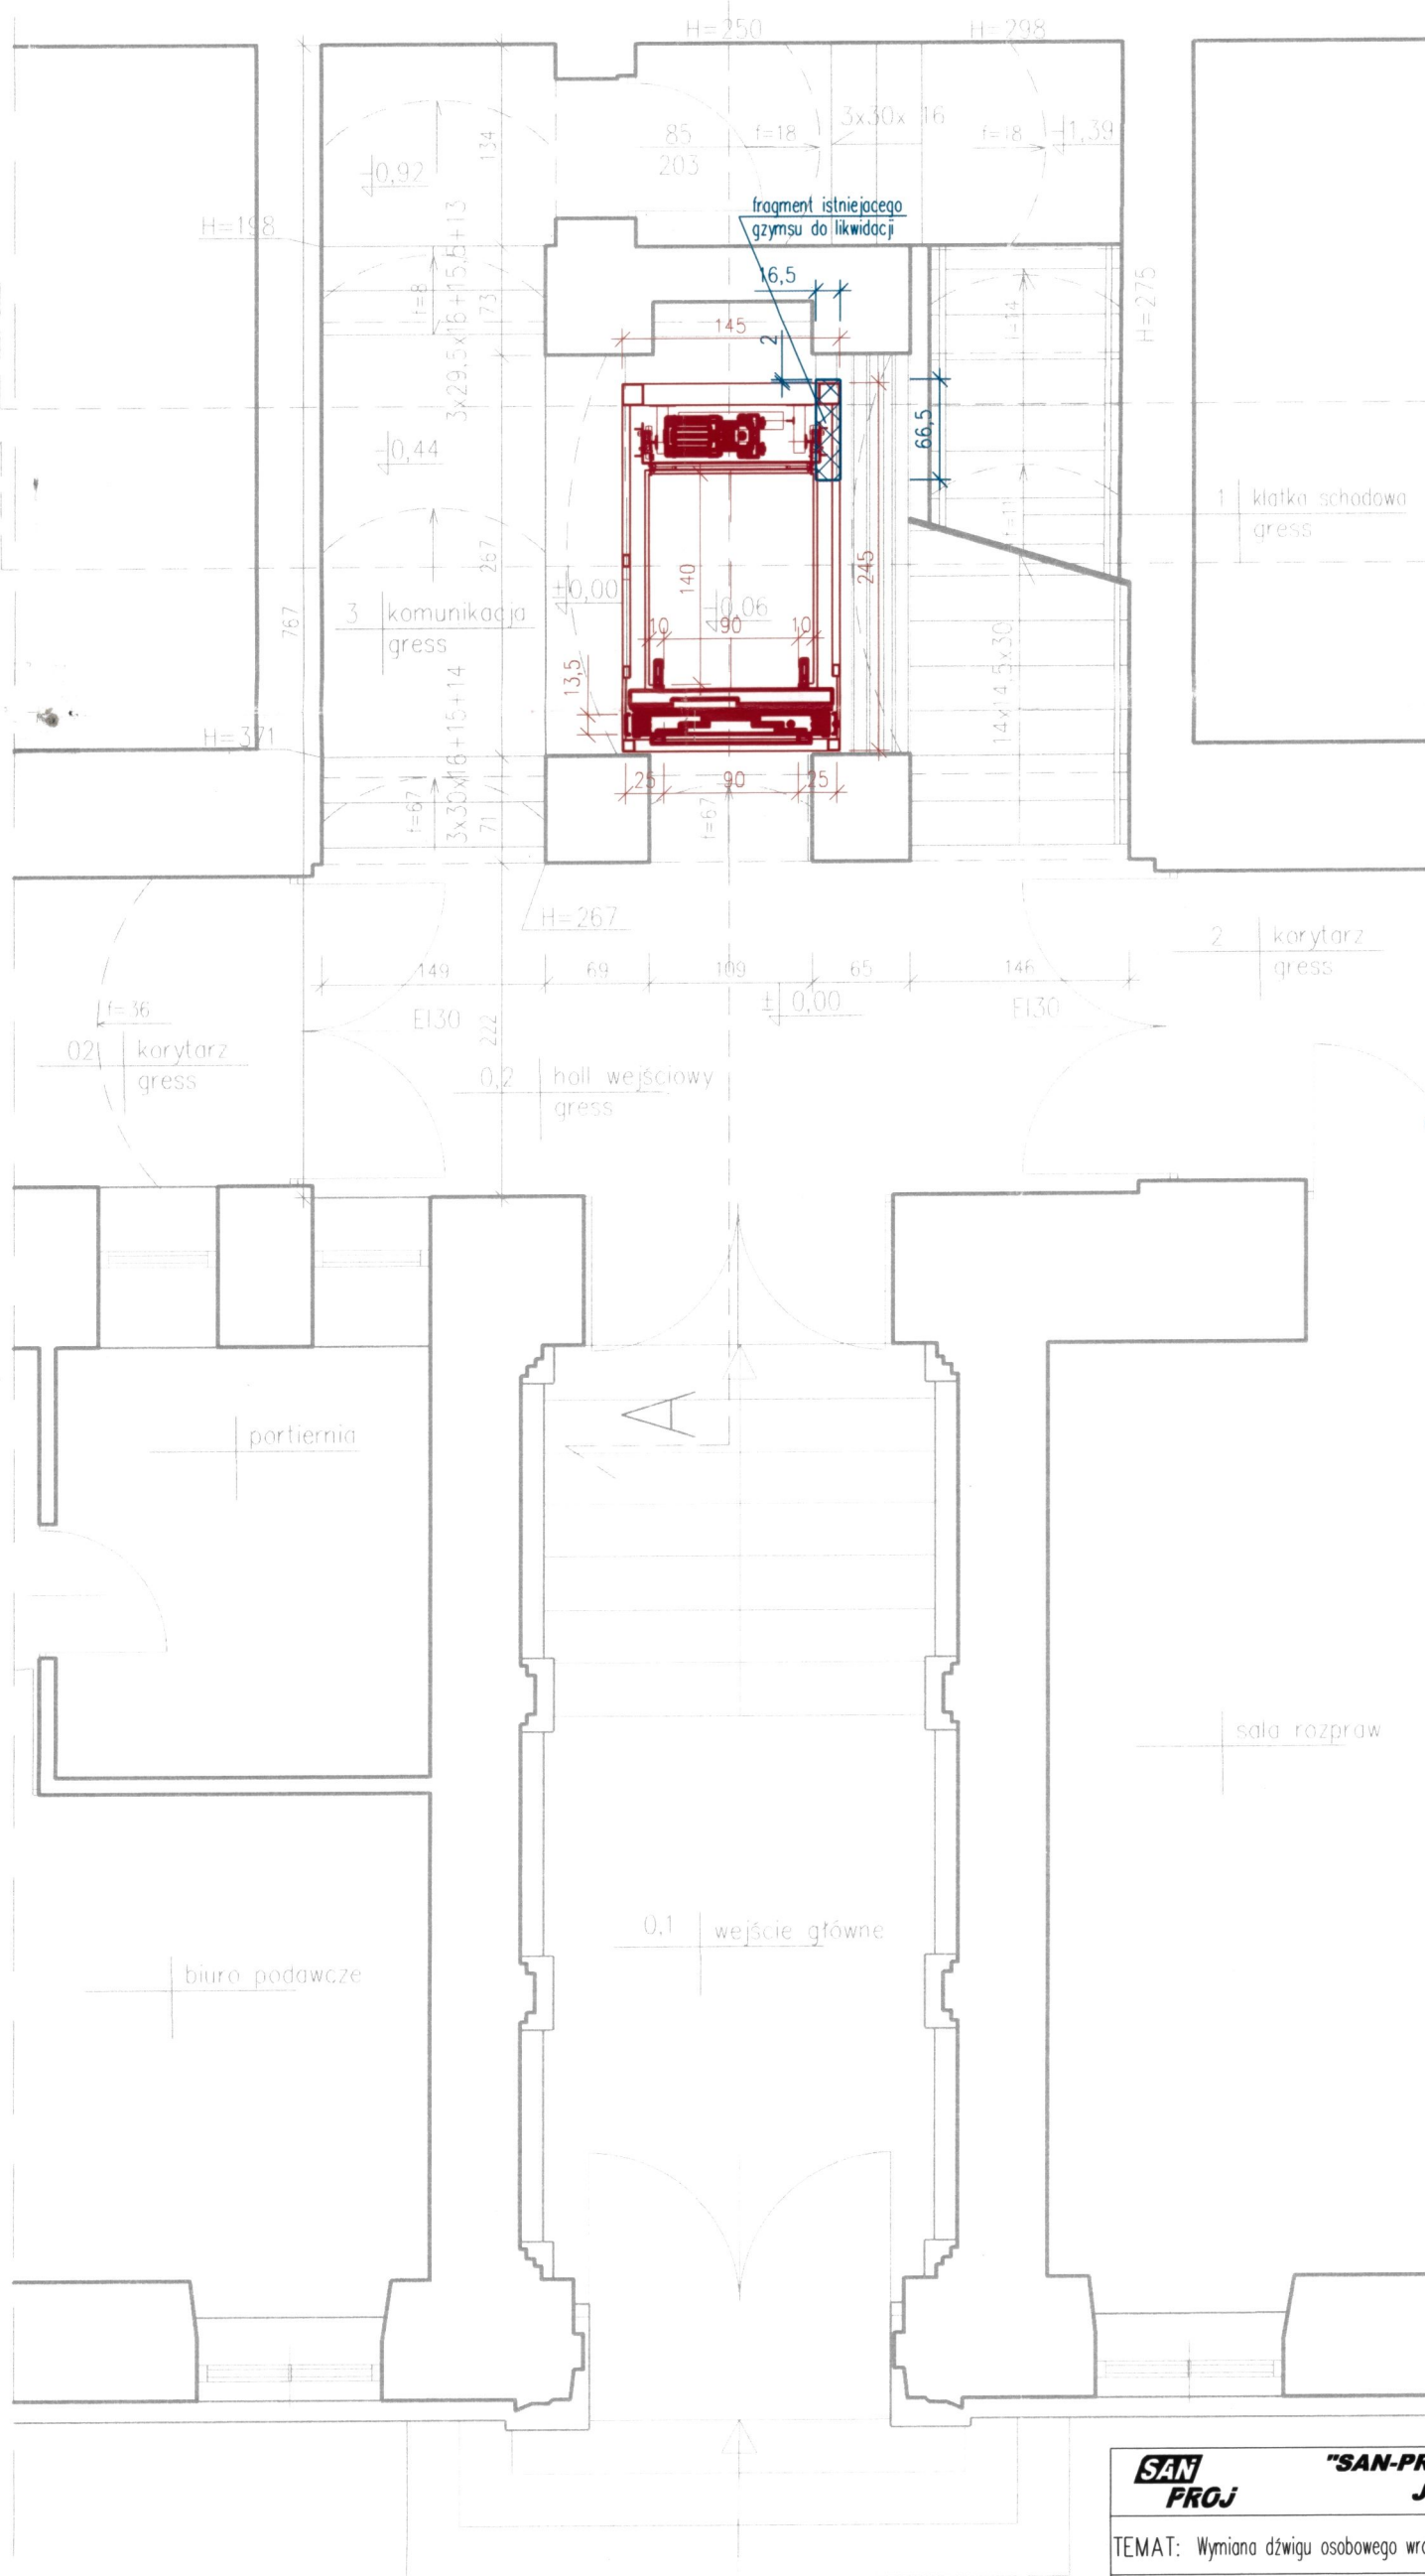 H=250
H=298
85
203
f=18
3x30x 16
f=18
1,39
0,92
134
H=198
fragment istniejacego
gzymsu do likwidacji
16,5
145
2
H=275
f=8
3x29,5x16+15,5+13
73
f=14
66,5
0,44
1 klatka schodowa
gress
267
245
140
±0,00
0,06
767
3 komunikacja
gress
10
90
10
13,5
14x14,5x30
H=371
3x30x16+15+14
f=67
71
25
90
25
f=67
H=267
2 korytarz
gress
149
69
109
65
146
± 0,00
f=36
EI30
EI30
222
02 korytarz
gress
0,2 holl wejściowy
gress
A
portiernia
sala rozpraw
0,1 wejście główne
biuro podawcze
SAN
PROJ
"SAN-PR
J
TEMAT: Wymiana dźwigu osobowego wra